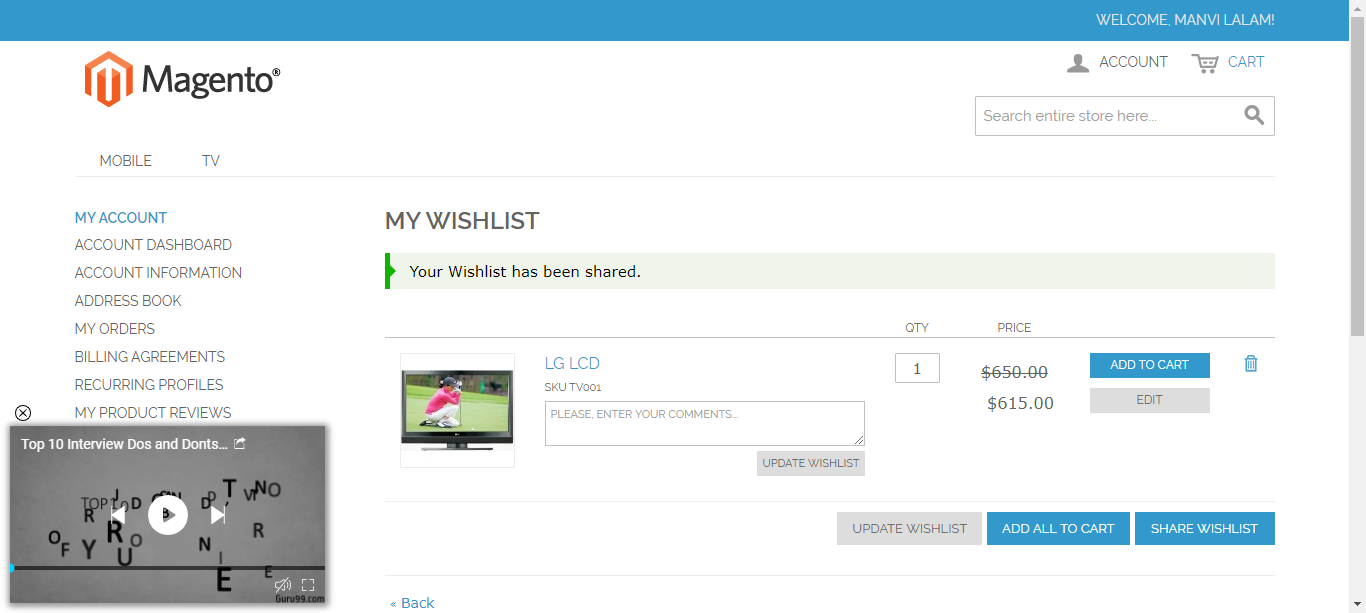 WELCOME, MANVI LALAM!
Magento®
ACCOUNT
CART
Search entire store here...
MOBILE
TV
MY ACCOUNT
ACCOUNT DASHBOARD
ACCOUNT INFORMATION
ADDRESS BOOK
MY ORDERS
BILLING AGREEMENTS
RECURRING PROFILES
MY PRODUCT REVIEWS
MY WISHLIST
Your Wishlist has been shared.
QTY PRICE
LG LCD
SKU TV001
PLEASE, ENTER YOUR COMMENTS...
UPDATE WISHLIST
1
$650.00
$615.00
ADD TO CART
EDIT
UPDATE WISHLIST ADD ALL TO CART SHARE WISHLIST
« Back
Top 10 Interview Dos and Donts...
Guru99.com